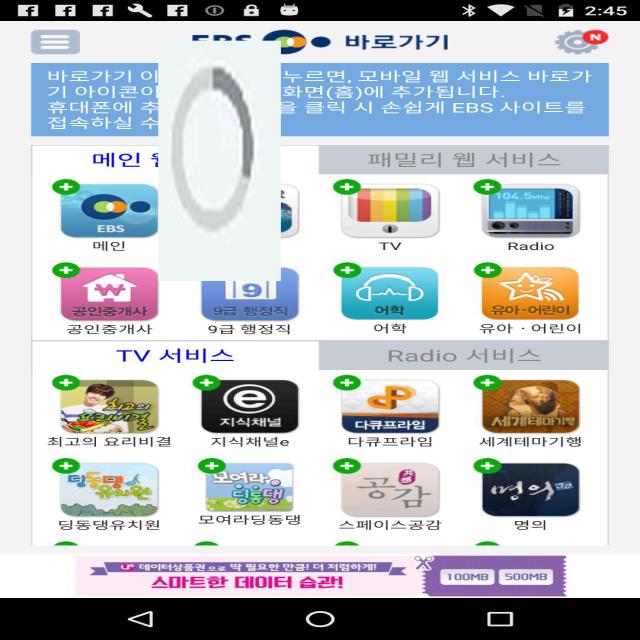 2:45
EBS 바로가기
N
바로가기 아 누르면, 모바일 웹 서비스 바로가
기 아이콘이 화면(홈)에 추가됩니다.
휴대폰에 추 을 클릭 시 손쉽게 EBS 사이트를
접속하실 수
메인 패밀리 웹 서비스
EBS 104.5MHz
메인 TV Radio
공인중개사 9 9급 행정직 어학 유아·어린이
공인중개사 9급 행정직 어학 유아·어린이
TV 서비스 Radio 서비스
최고의 요리비결 e 지식채널 다큐프라임 세계테마기행
최고의 요리비결 지식채널e 다큐프라임 세계테마기행
딩동댕 유치원 모여라 딩동댕 공감 명의
딩동댕유치원 모여라딩동댕 스페이스공감 명의
데이터상품권으로 딱 필요한 만큼! 더 저렴하게!
스마트한 데이터 습관!
100MB 500MB